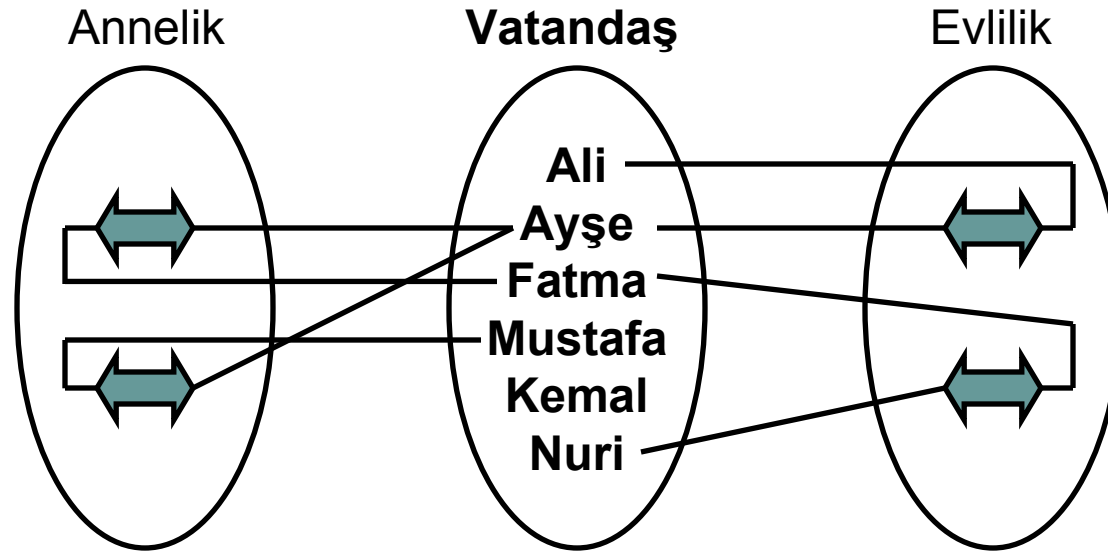 Annelik Vatandaş Evlilik
Ali
Ayşe
Fatma
Mustafa
Kemal
Nuri